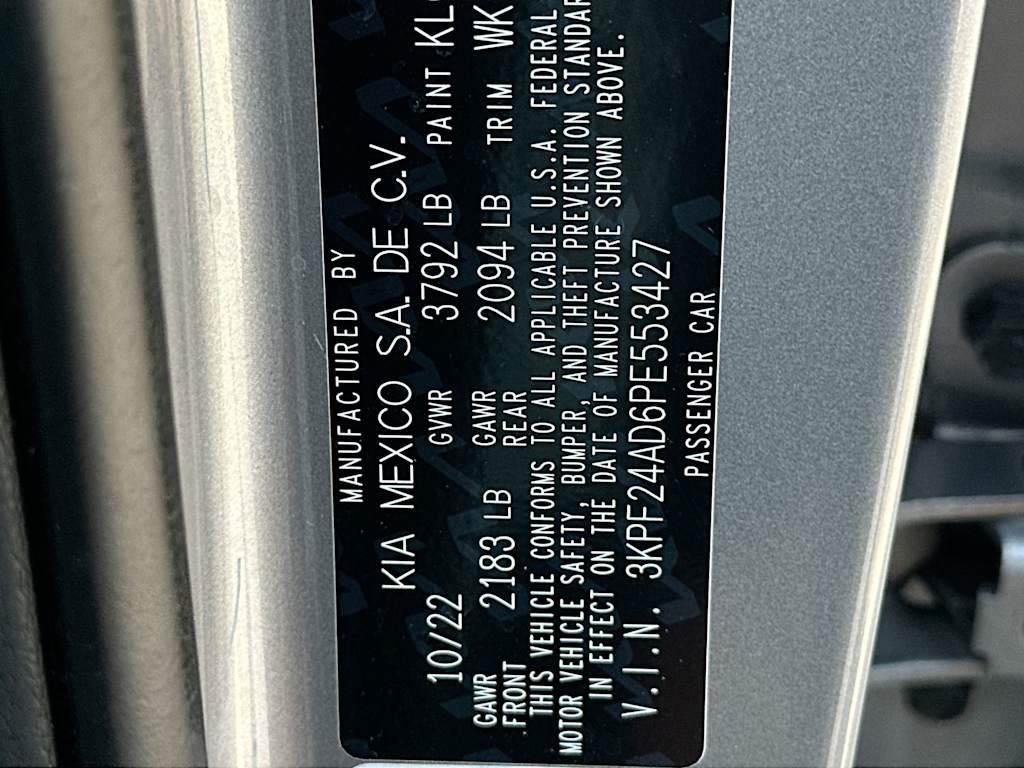 MANUFACTURED BY
KIA MEXICO S.A. DE C.V.
10/22 GVWR 3792 LB PAINT
GAWR FRONT 2183 LB GAWR REAR 2094 LB TRIM WK
THIS VEHICLE CONFORMS TO ALL APPLICABLE U.S.A. FEDERAL
MOTOR VEHICLE SAFETY, BUMPER, AND THEFT PREVENTION
IN EFFECT ON THE DATE OF MANUFACTURE SHOWN ABOVE.
V.I.N. 3KPF24AD6PE553427
PASSENGER CAR